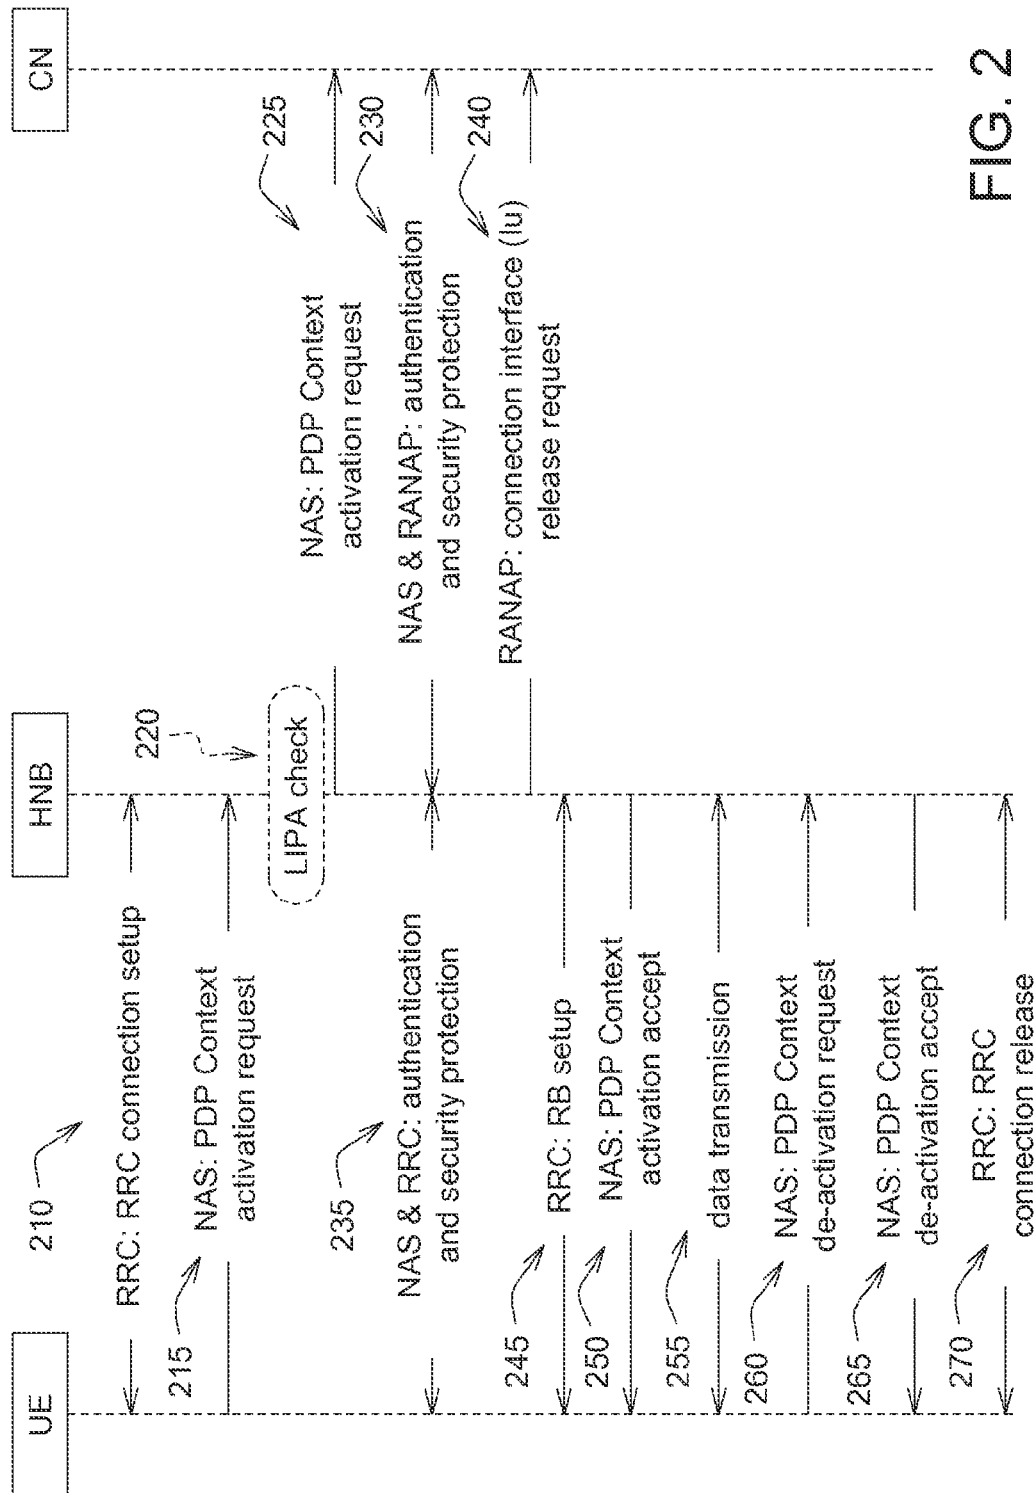 UE
HNB
CN
210
RRC: RRC connection setup
215
NAS: PDP Context
activation request
220
LIPA check
225
NAS: PDP Context
activation request
230
NAS & RANAP: authentication
and security protection
235
NAS & RRC: authentication
and security protection
240
RANAP: connection interface (Iu)
release request
245
RRC: RB setup
250
NAS: PDP Context
activation accept
255
data transmission
260
NAS: PDP Context
de-activation request
265
NAS: PDP Context
de-activation accept
270
RRC: RRC
connection release
FIG. 2